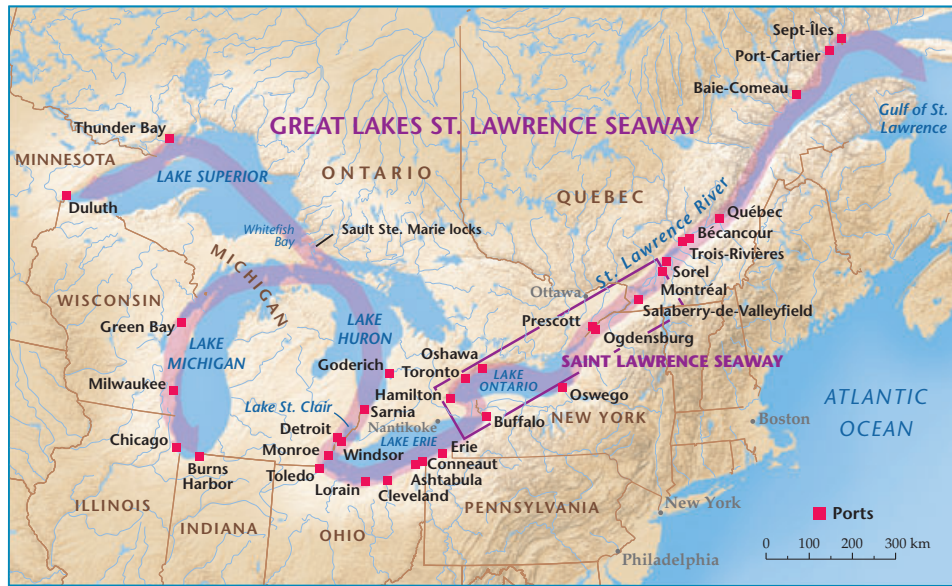 Sept-Îles
Port-Cartier
Baie-Comeau
Gulf of St.
Lawrence
Thunder Bay
GREAT LAKES ST. LAWRENCE SEAWAY
MINNESOTA
LAKE SUPERIOR
ONTARIO
QUEBEC
Duluth
Whitefish
Bay
Sault Ste. Marie locks
St. Lawrence River
Québec
Bécancour
Trois-Rivières
Sorel
Montréal
Salaberry-de-Valleyfield
MICHIGAN
Ottawa
WISCONSIN
Green Bay
LAKE
MICHIGAN
LAKE
HURON
Prescott
Ogdensburg
SAINT LAWRENCE SEAWAY
Goderich
Oshawa
Toronto
LAKE
ONTARIO
Milwaukee
Hamilton
Oswego
ATLANTIC
OCEAN
Lake St. Clair
Sarnia
Nantikoke
Buffalo
NEW YORK
Boston
Chicago
Detroit
Monroe
Windsor
LAKE ERIE
Erie
Burns
Harbor
Toledo
Conneaut
Ashtabula
Lorain
Cleveland
PENNSYLVANIA
New York
ILLINOIS
INDIANA
OHIO
Ports
Philadelphia
0 100 200 300 km